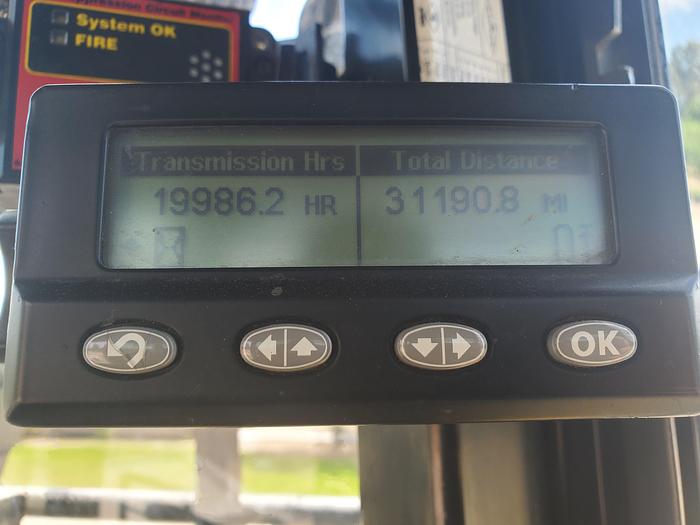 System OK
FIRE
Transmission Hrs
Total Distance
19986.2 HR
31190.8 MI
OK